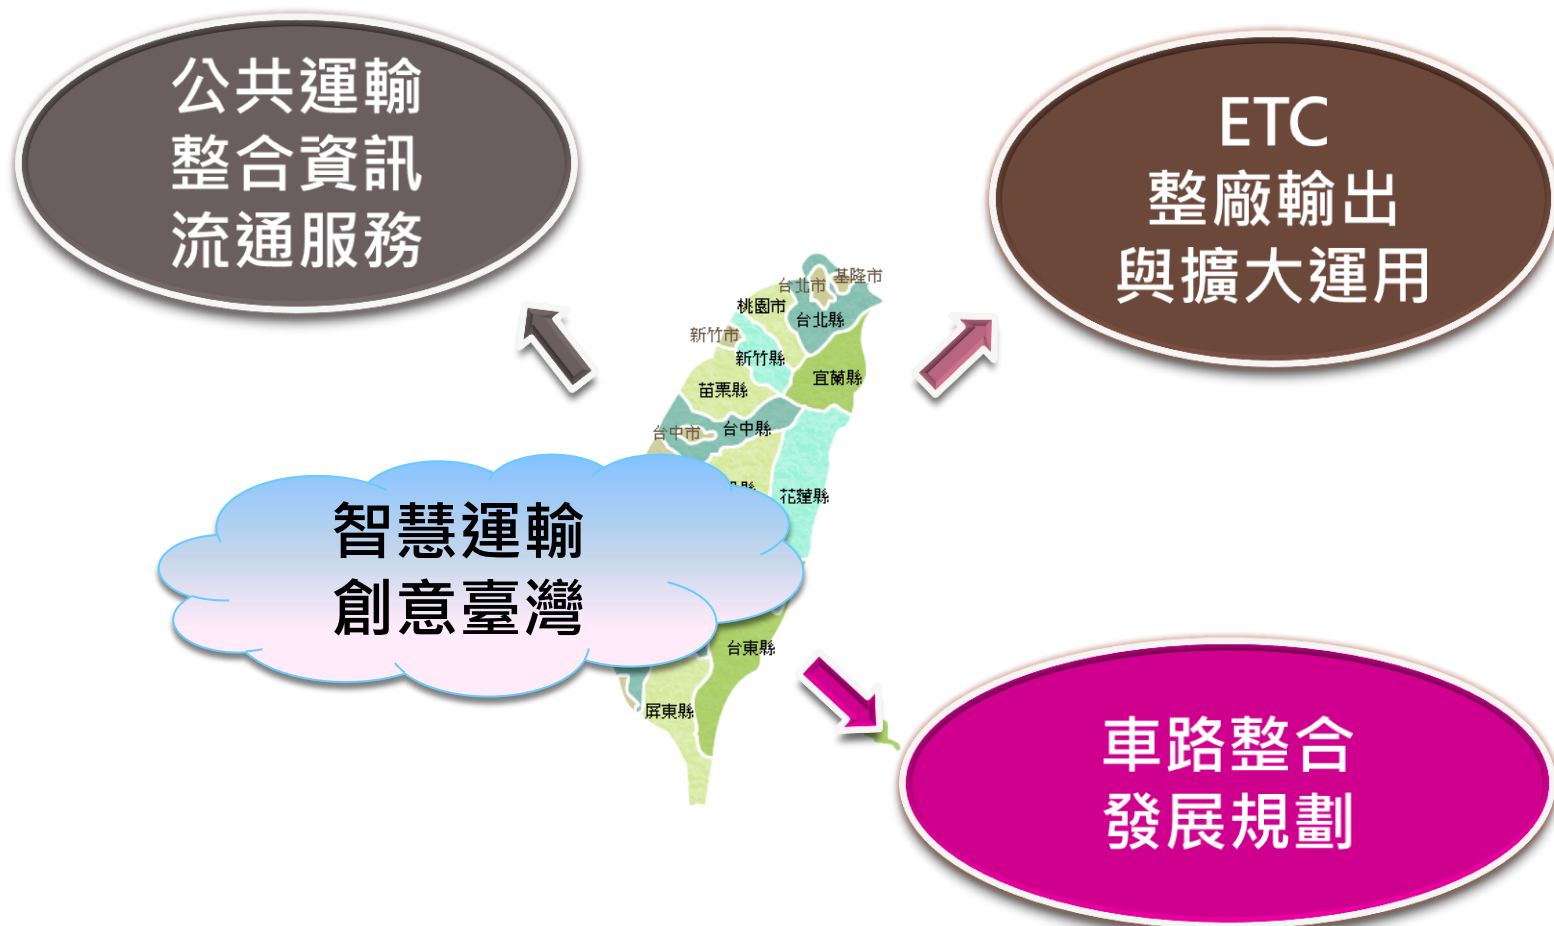 公共運輸
整合資訊
流通服務
ETC
整廠輸出
與擴大運用
基隆市
台北市
桃園市
台北縣
新竹市
新竹縣
宜蘭縣
苗栗縣
台中市
台中縣
花蓮縣
智慧運輸
創意臺灣
台東縣
屏東縣
車路整合
發展規劃